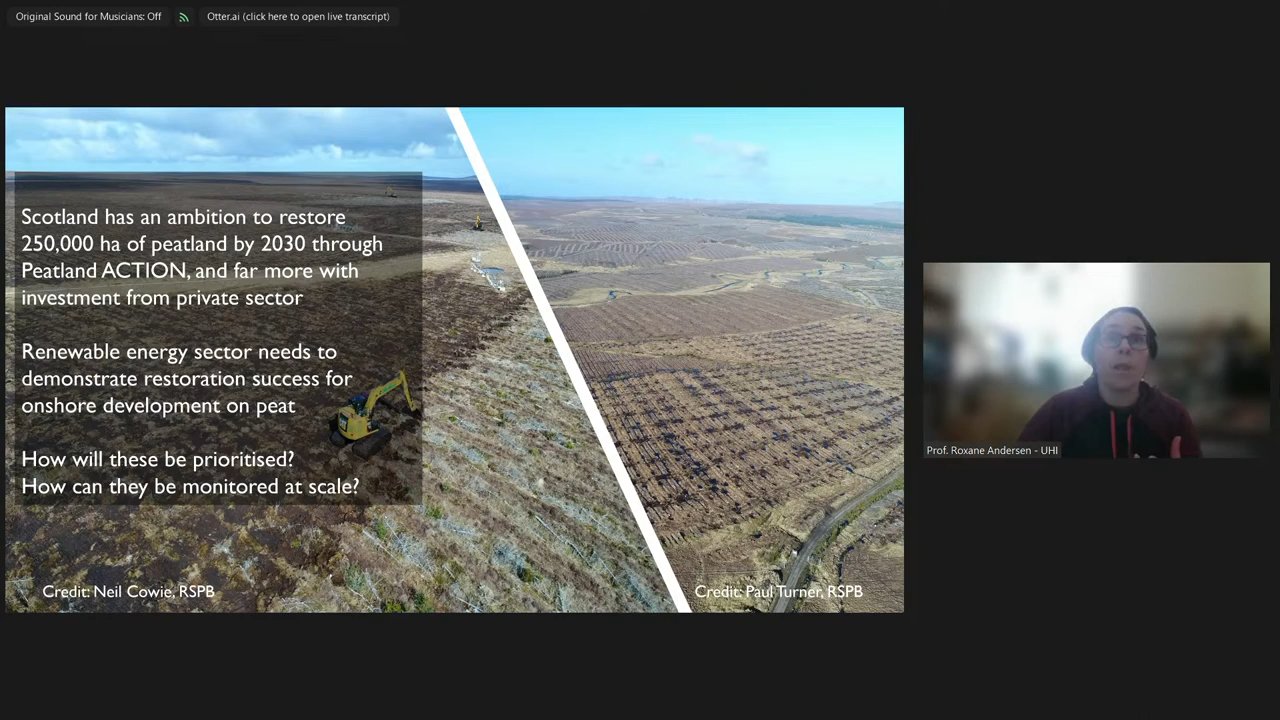 Original Sound for Musicians: Off
Otter.ai (click here to open live transcript)
Scotland has an ambition to restore
250,000 ha of peatland by 2030 through
Peatland ACTION, and far more with
investment from private sector
Renewable energy sector needs to
demonstrate restoration success for
onshore development on peat
How will these be prioritised?
How can they be monitored at scale?
Credit: Neil Cowie, RSPB
Credit: Paul Turner, RSPB
Prof. Roxane Andersen - UHI